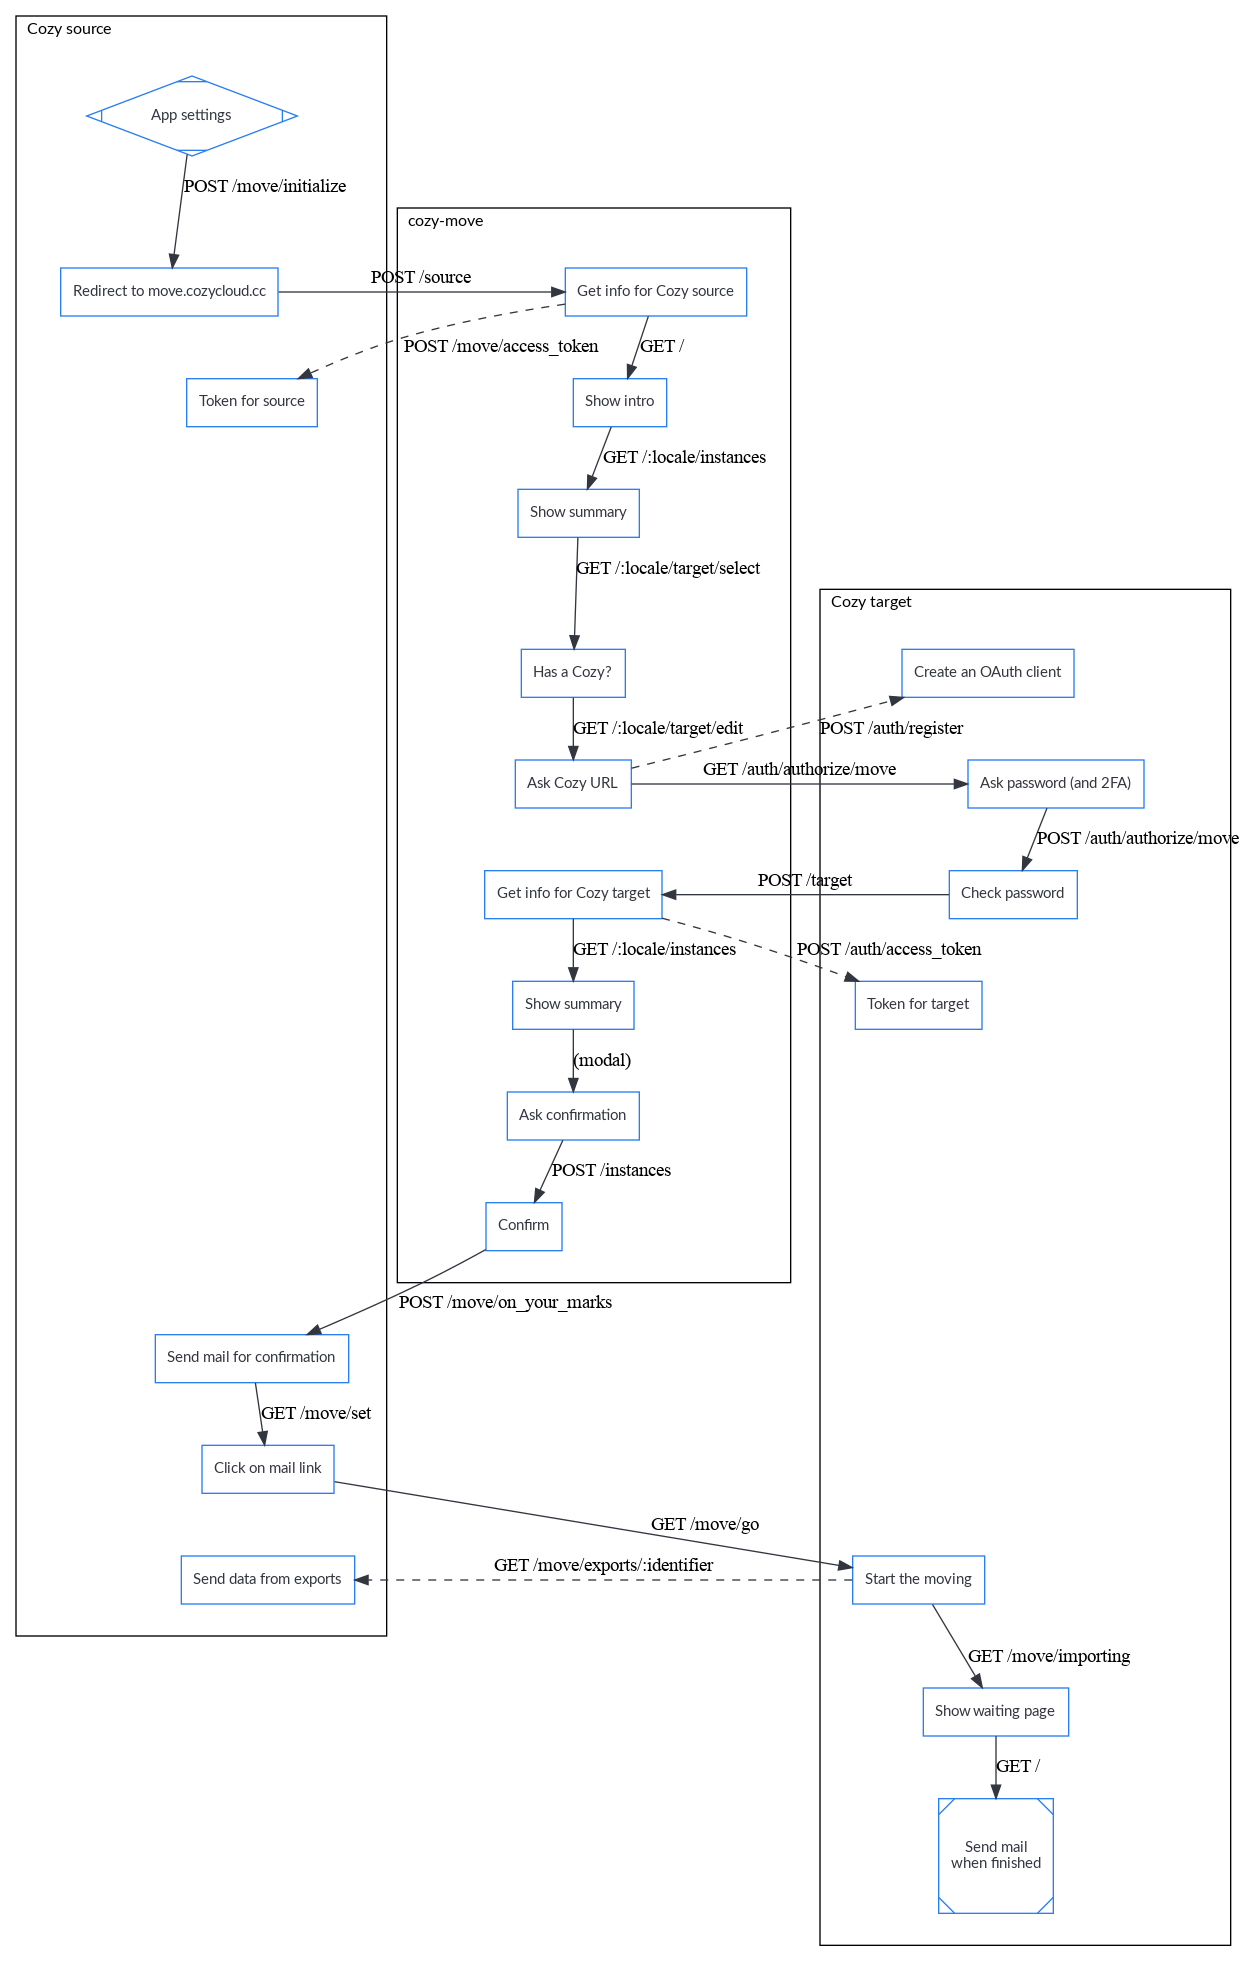 Cozy source
App settings
POST /move/initialize
cozy-move
Redirect to move.cozycloud.cc
POST /source
Get info for Cozy source
POST /move/access_token
GET /
Token for source
Show intro
GET /:locale/instances
Show summary
GET /:locale/target/select
Cozy target
Has a Cozy?
Create an OAuth client
GET /:locale/target/edit
POST /auth/register
Ask Cozy URL
GET /auth/authorize/move
Ask password (and 2FA)
POST /auth/authorize/move
Get info for Cozy target
POST /target
Check password
GET /:locale/instances
POST /auth/access_token
Show summary
Token for target
(modal)
Ask confirmation
POST /instances
Confirm
POST /move/on_your_marks
Send mail for confirmation
GET /move/set
Click on mail link
GET /move/go
Send data from exports
GET /move/exports/:identifier
Start the moving
GET /move/importing
Show waiting page
GET /
Send mail
when finished